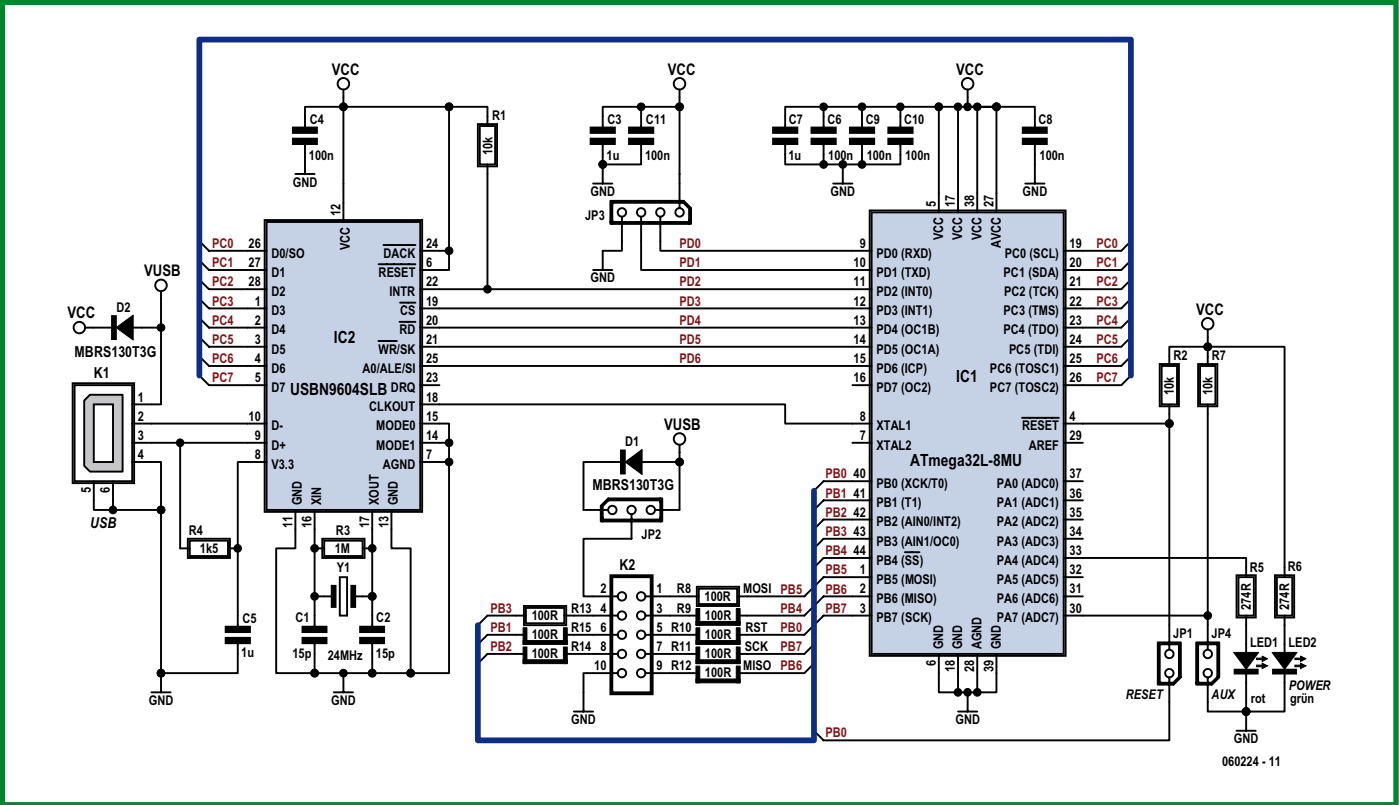 VCC
VCC
VCC
C4
100n
GND
R1
10k
C3
1u
C11
100n
GND
C7
1u
C6
100n
C9
100n
C10
100n
GND
C8
100n
GND
JP3
GND
VUSB
VCC
D2
MBRS130T3G
K1
1
2
3
4
5
6
USB
PC0 26 D0/SO
PC1 27 D1
PC2 28 D2
PC3 1 D3
PC4 2 D4
PC5 3 D5
PC6 4 D6
PC7 5 D7
10 D-
9 D+
8 V3.3
12
VCC
IC2
USBN9604SLB
DACK 24
RESET 6
INTR 22
CS 19
RD 20
WR/SK 21
A0/ALE/SI 25
DRQ 23
CLKOUT 18
MODE0 15
MODE1 14
AGND 7
GND
XIN
XOUT
GND
11
16
17
13
R4
1k5
R3
1M
Y1
C1
15p
24MHz
C2
15p
C5
1u
GND
GND
PD0
PD1
PD2
PD3
PD4
PD5
PD6
5
17
38
27
VCC
VCC
VCC
AVCC
9 PD0 (RXD)
10 PD1 (TXD)
11 PD2 (INT0)
12 PD3 (INT1)
13 PD4 (OC1B)
14 PD5 (OC1A)
15 PD6 (ICP)
16 PD7 (OC2)
8 XTAL1
7 XTAL2
IC1
ATmega32L-8MU
PB0 40 PB0 (XCK/T0)
PB1 41 PB1 (T1)
PB2 42 PB2 (AIN0/INT2)
PB3 43 PB3 (AIN1/OC0)
PB4 44 PB4 (SS)
PB5 1 PB5 (MOSI)
PB6 2 PB6 (MISO)
PB7 3 PB7 (SCK)
PC0 (SCL) 19 PC0
PC1 (SDA) 20 PC1
PC2 (TCK) 21 PC2
PC3 (TMS) 22 PC3
PC4 (TDO) 23 PC4
PC5 (TDI) 24 PC5
PC6 (TOSC1) 25 PC6
PC7 (TOSC2) 26 PC7
RESET 4
AREF 29
PA0 (ADC0) 37
PA1 (ADC1) 36
PA2 (ADC2) 35
PA3 (ADC3) 34
PA4 (ADC4) 33
PA5 (ADC5) 32
PA6 (ADC6) 31
PA7 (ADC7) 30
GND
GND
AGND
GND
6
18
28
39
GND
VUSB
D1
MBRS130T3G
JP2
K2
2 1 R8 100R MOSI PB5
PB3 100R R13 4 3 R9 100R PB4
PB1 100R R15 6 5 R10 100R RST PB0
PB2 100R R14 8 7 R11 100R SCK PB7
10 9 R12 100R MISO PB6
GND
PB0
VCC
R2
10k
R7
10k
R5
274R
R6
274R
JP1
RESET
JP4
AUX
LED1
rot
LED2
POWER
grün
GND
060224 - 11